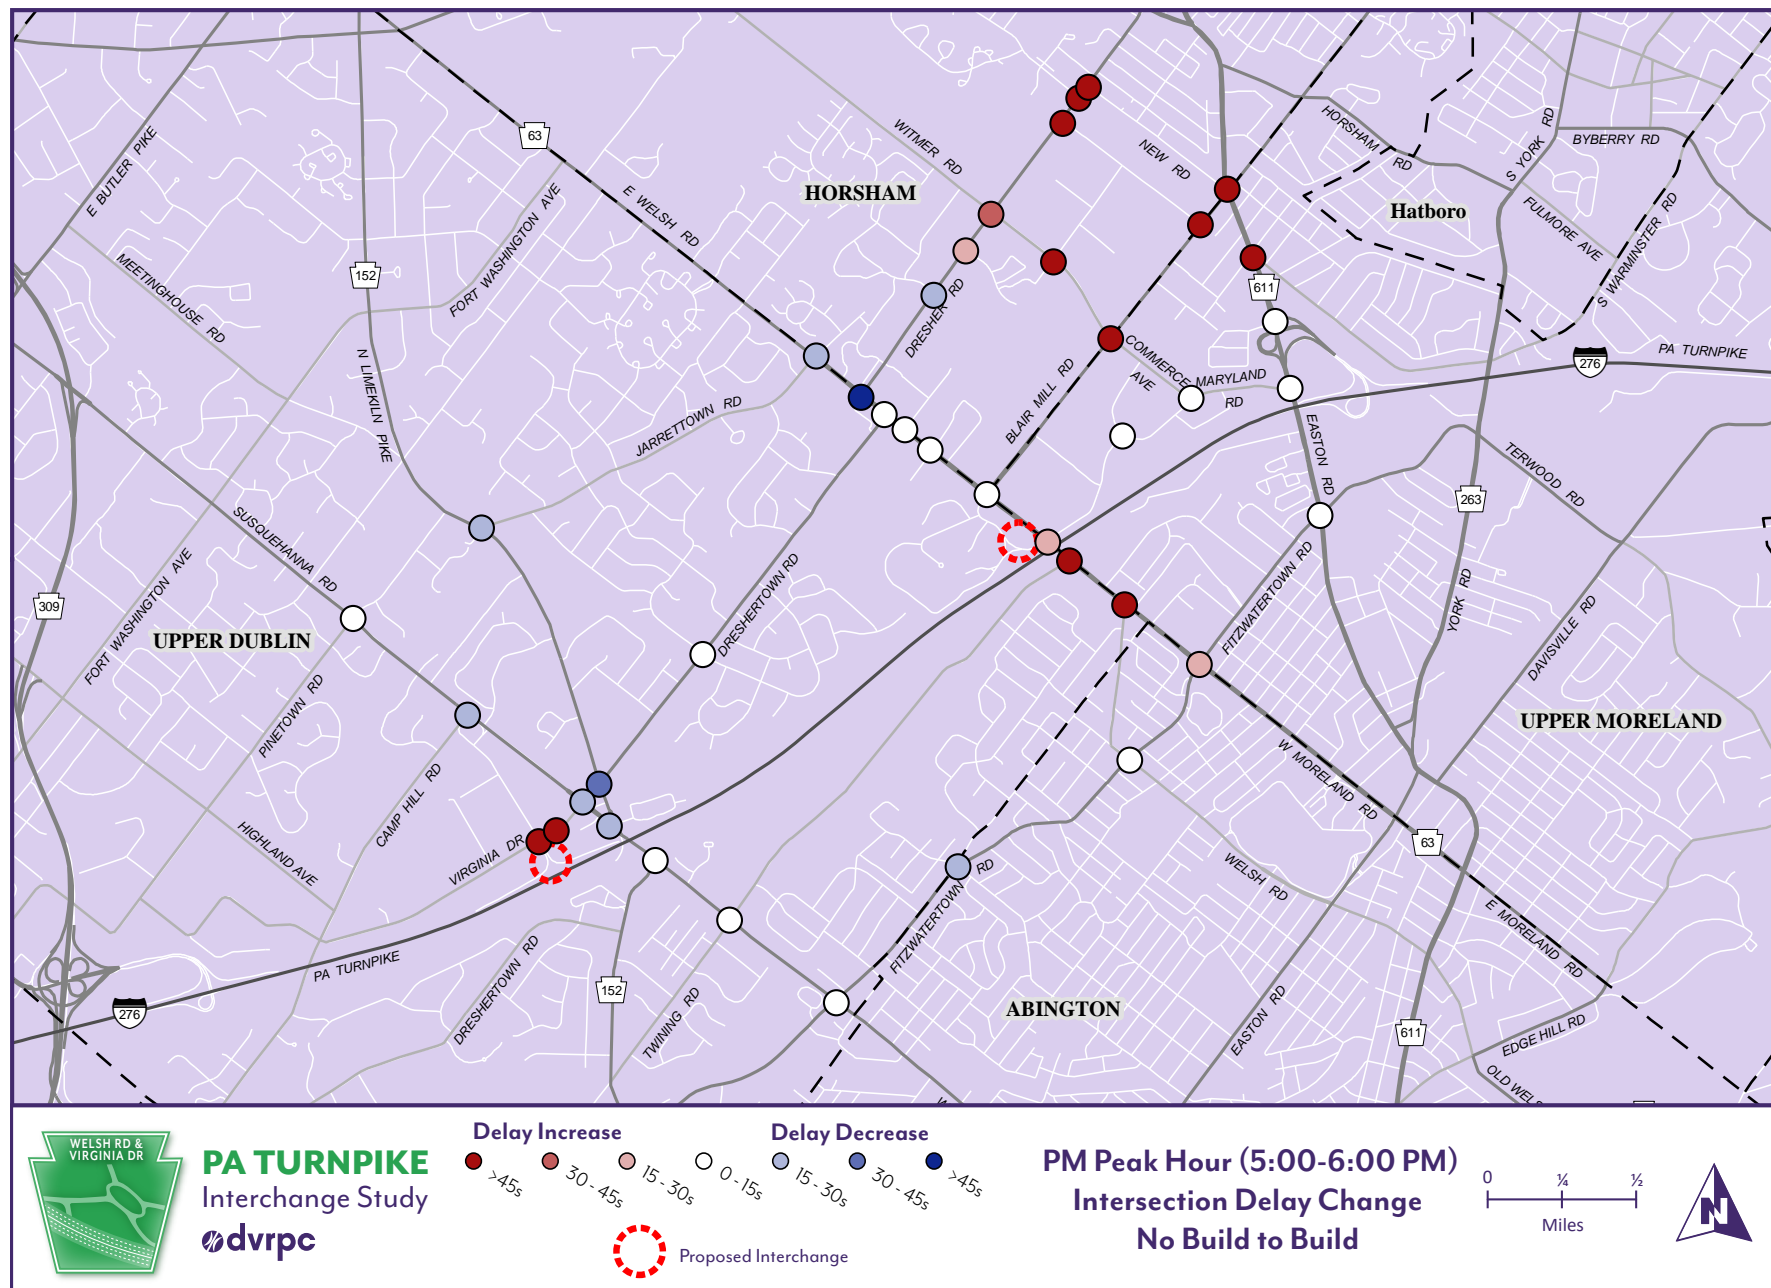 63
E BUTLER PIKE
E WELSH RD
FORT WASHINGTON AVE
152
MEETINGHOUSE RD
N LIMEKILN PIKE
WITMER RD
HORSHAM
NEW RD
HORSHAM RD
S YORK RD
BYBERRY RD
Hatboro
FULMORE AVE
S WARMINSTER RD
611
DRESHER RD
PA TURNPIKE
276
COMMERCE AVE
MARYLAND RD
BLAIR MILL RD
JARRETTOWN RD
EASTON RD
TERWOOD RD
263
SUSQUEHANNA RD
FORT WASHINGTON AVE
309
UPPER DUBLIN
PINETOWN RD
DRESHERTOWN RD
FITZWATERTOWN RD
YORK RD
DAVISVILLE RD
UPPER MORELAND
W MORELAND RD
CAMP HILL RD
HIGHLAND AVE
VIRGINIA DR
63
WELSH RD
FITZWATERTOWN RD
E MORELAND RD
PA TURNPIKE
DRESHERTOWN RD
152
TWINING RD
276
ABINGTON
EASTON RD
611
EDGE HILL RD
OLD WELS
WELSH RD &
VIRGINIA DR
PA TURNPIKE
Interchange Study
dvrpc
Delay Increase
Delay Decrease
>45s
30 - 45s
15 - 30s
0 - 15s
15 - 30s
30 - 45s
>45s
Proposed Interchange
PM Peak Hour (5:00-6:00 PM)
Intersection Delay Change
No Build to Build
0 ¼ ½
Miles
N